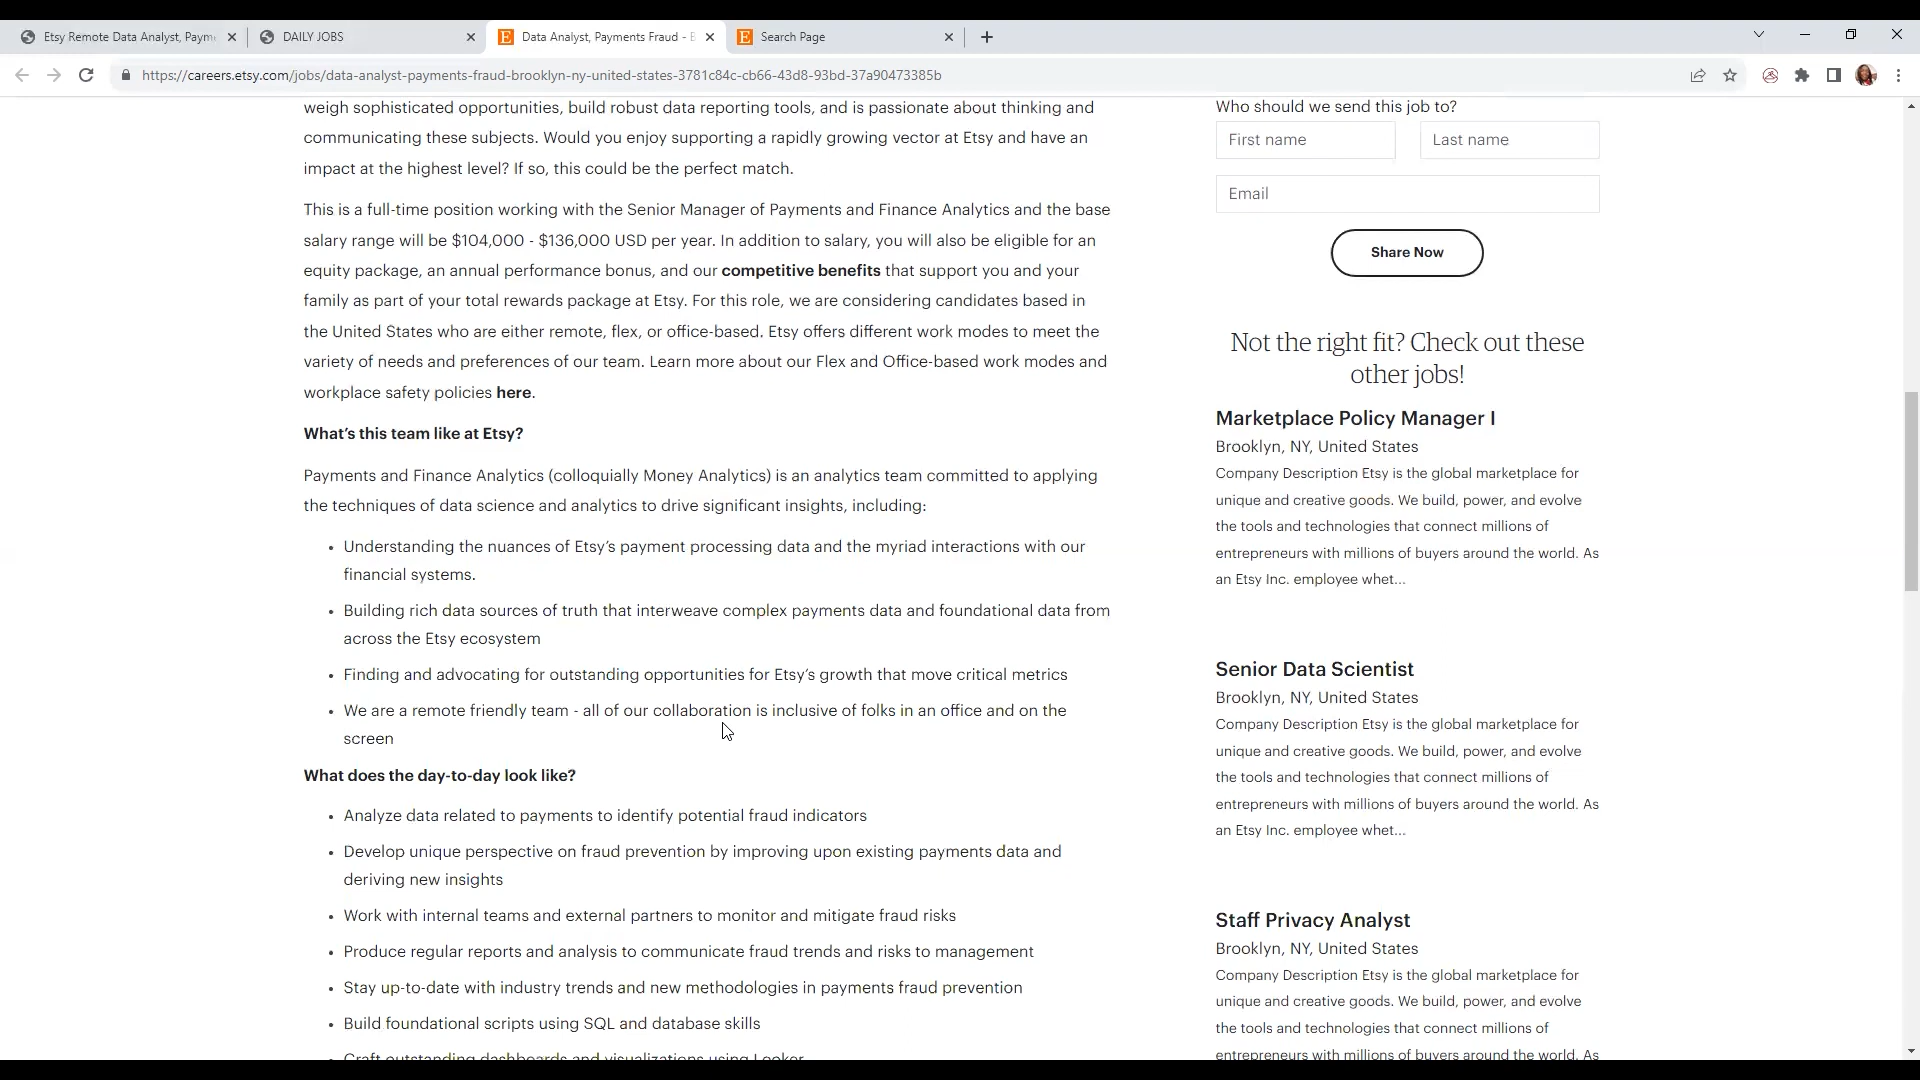 Etsy Remote Data Analyst, Paym
DAILY JOBS
Data Analyst, Payments Fraud - B
Search Page
https://careers.etsy.com/jobs/data-analyst-payments-fraud-brooklyn-ny-united-states-3781c84c-cb66-43d8-93bd-37a90473385b
weigh sophisticated opportunities, build robust data reporting tools, and is passionate about thinking and
communicating these subjects. Would you enjoy supporting a rapidly growing vector at Etsy and have an
impact at the highest level? If so, this could be the perfect match.
This is a full-time position working with the Senior Manager of Payments and Finance Analytics and the base
salary range will be $104,000 - $136,000 USD per year. In addition to salary, you will also be eligible for an
equity package, an annual performance bonus, and our competitive benefits that support you and your
family as part of your total rewards package at Etsy. For this role, we are considering candidates based in
the United States who are either remote, flex, or office-based. Etsy offers different work modes to meet the
variety of needs and preferences of our team. Learn more about our Flex and Office-based work modes and
workplace safety policies here.
What's this team like at Etsy?
Payments and Finance Analytics (colloquially Money Analytics) is an analytics team committed to applying
the techniques of data science and analytics to drive significant insights, including:
• Understanding the nuances of Etsy's payment processing data and the myriad interactions with our
financial systems.
• Building rich data sources of truth that interweave complex payments data and foundational data from
across the Etsy ecosystem
• Finding and advocating for outstanding opportunities for Etsy's growth that move critical metrics
• We are a remote friendly team - all of our collaboration is inclusive of folks in an office and on the
screen
What does the day-to-day look like?
• Analyze data related to payments to identify potential fraud indicators
• Develop unique perspective on fraud prevention by improving upon existing payments data and
deriving new insights
• Work with internal teams and external partners to monitor and mitigate fraud risks
• Produce regular reports and analysis to communicate fraud trends and risks to management
• Stay up-to-date with industry trends and new methodologies in payments fraud prevention
• Build foundational scripts using SQL and database skills
• Craft outstanding dashboards and visualizations using Looker
Who should we send this job to?
First name
Last name
Email
Share Now
Not the right fit? Check out these
other jobs!
Marketplace Policy Manager I
Brooklyn, NY, United States
Company Description Etsy is the global marketplace for
unique and creative goods. We build, power, and evolve
the tools and technologies that connect millions of
entrepreneurs with millions of buyers around the world. As
an Etsy Inc. employee whet...
Senior Data Scientist
Brooklyn, NY, United States
Company Description Etsy is the global marketplace for
unique and creative goods. We build, power, and evolve
the tools and technologies that connect millions of
entrepreneurs with millions of buyers around the world. As
an Etsy Inc. employee whet...
Staff Privacy Analyst
Brooklyn, NY, United States
Company Description Etsy is the global marketplace for
unique and creative goods. We build, power, and evolve
the tools and technologies that connect millions of
entrepreneurs with millions of buyers around the world. As